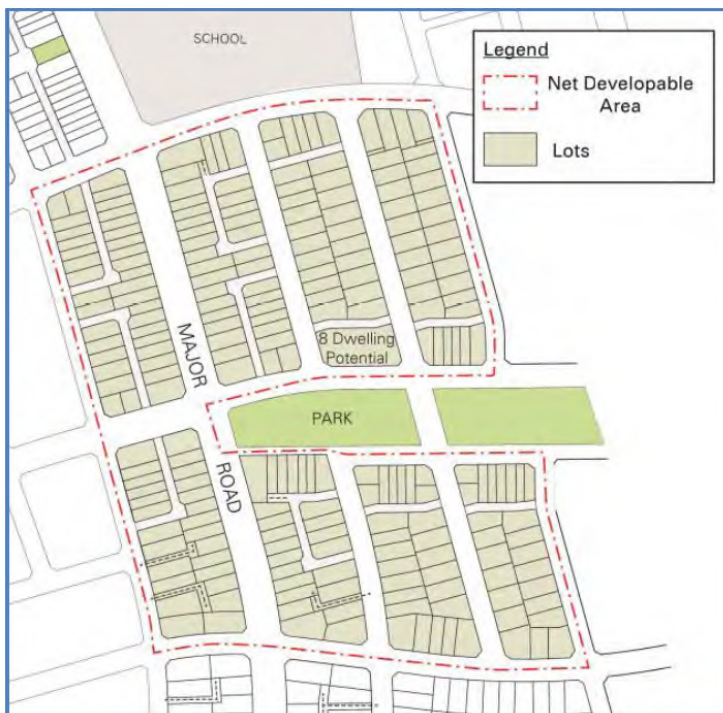 SCHOOL
Legend
Net Developable
Area
Lots
MAJOR
8 Dwelling
Potential
PARK
ROAD